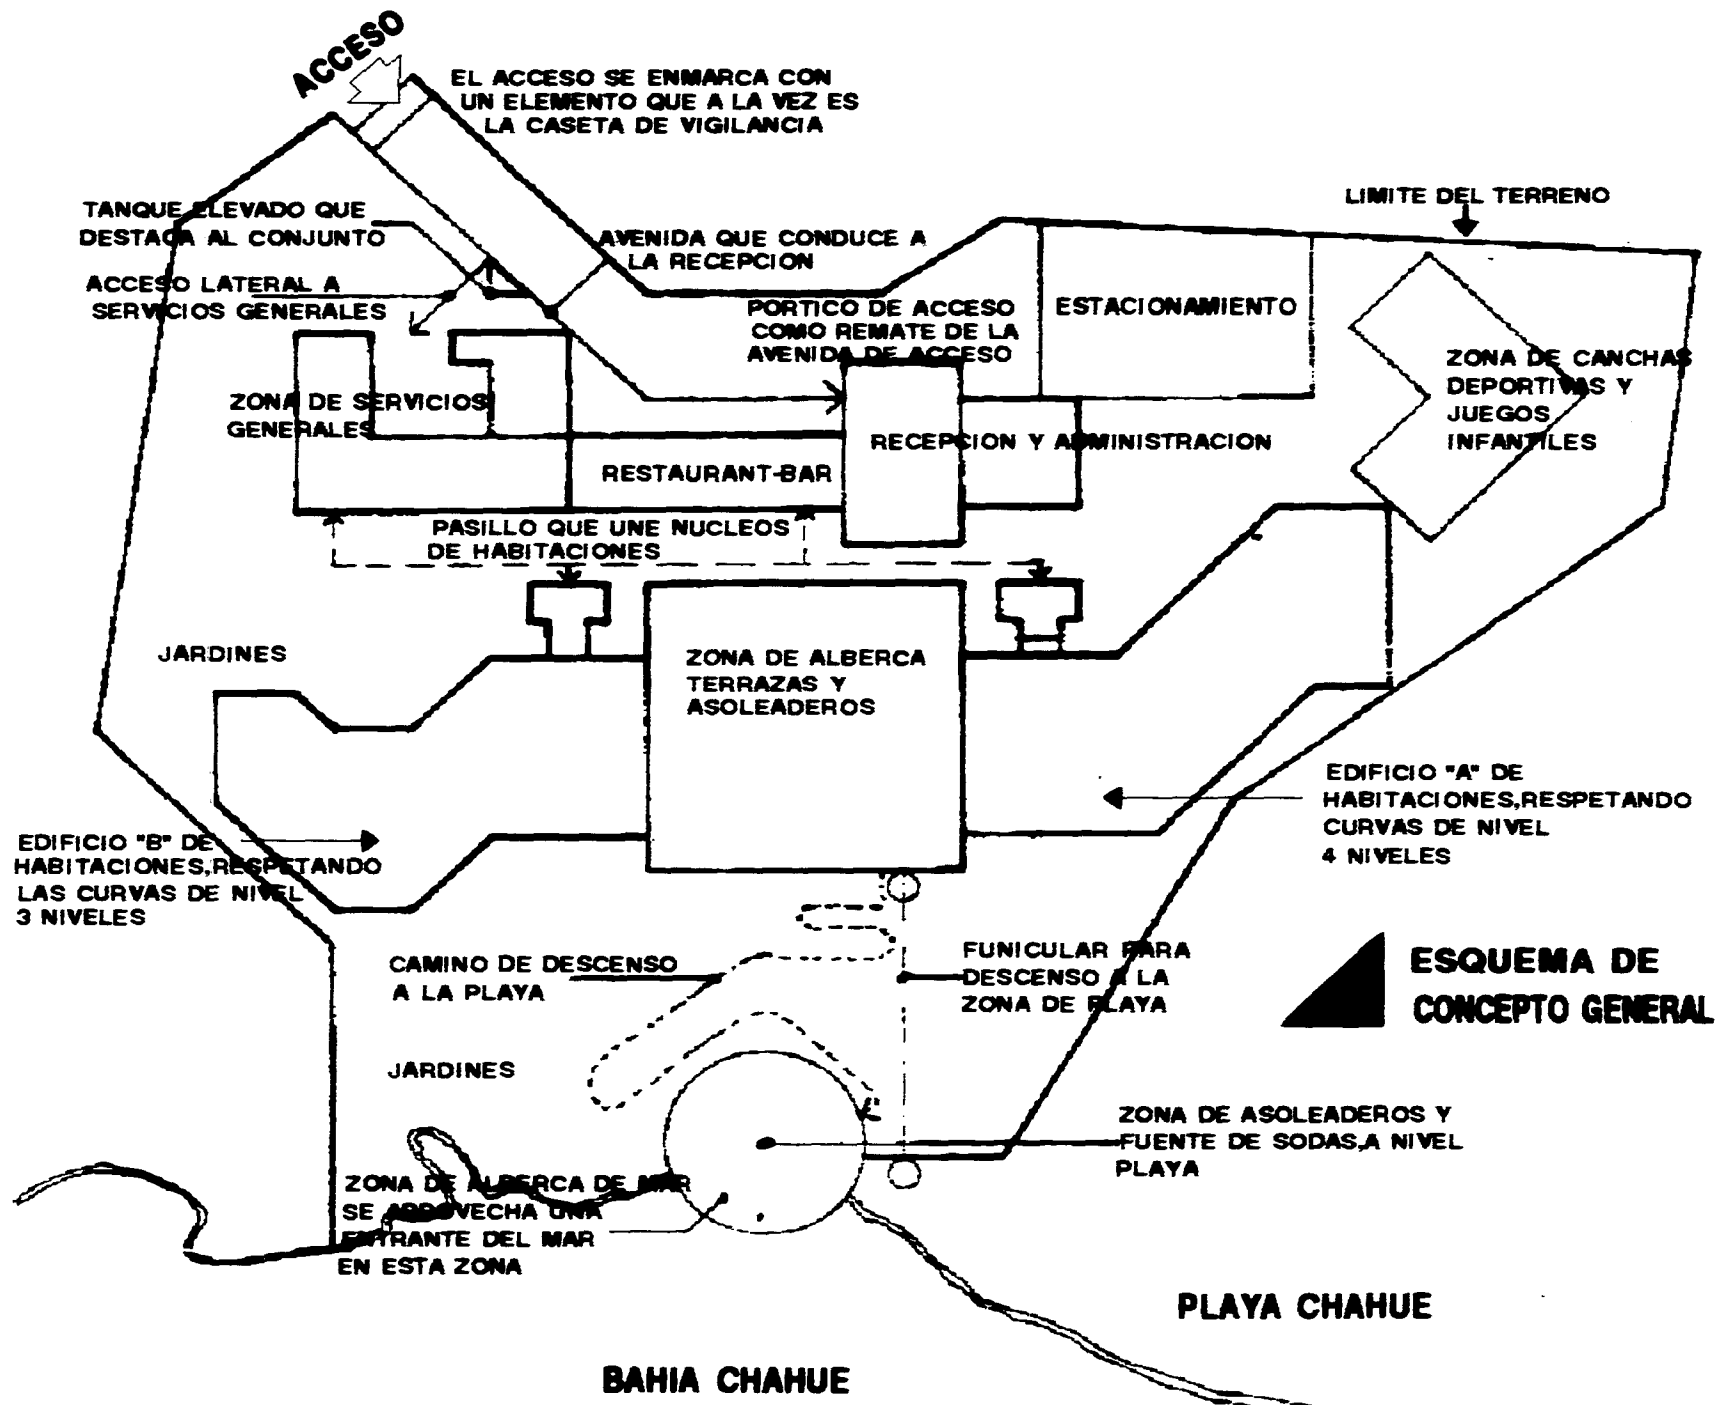 ACCESO
EL ACCESO SE ENMARCA CON
UN ELEMENTO QUE A LA VEZ ES
LA CASETA DE VIGILANCIA
LIMITE DEL TERRENO
TANQUE ELEVADO QUE
DESTACA AL CONJUNTO
AVENIDA QUE CONDUCE A
LA RECEPCION
ACCESO LATERAL A
SERVICIOS GENERALES
PORTICO DE ACCESO
COMO REMATE DE LA
AVENIDA DE ACCESO
ESTACIONAMIENTO
ZONA DE CANCHAS
DEPORTIVAS Y
JUEGOS
INFANTILES
ZONA DE SERVICIOS
GENERALES
RECEPCION Y ADMINISTRACION
RESTAURANT-BAR
PASILLO QUE UNE NUCLEOS
DE HABITACIONES
JARDINES
ZONA DE ALBERCA
TERRAZAS Y
ASOLEADEROS
EDIFICIO "A" DE
HABITACIONES,RESPETANDO
CURVAS DE NIVEL
4 NIVELES
EDIFICIO "B" DE
HABITACIONES,RESPETANDO
LAS CURVAS DE NIVEL
3 NIVELES
CAMINO DE DESCENSO
A LA PLAYA
FUNICULAR PARA
DESCENSO A LA
ZONA DE PLAYA
ESQUEMA DE
CONCEPTO GENERAL
JARDINES
ZONA DE ASOLEADEROS Y
FUENTE DE SODAS,A NIVEL
PLAYA
ZONA DE ALBERCA DE MAR
SE APROVECHA UNA
ENTRANTE DEL MAR
EN ESTA ZONA
PLAYA CHAHUE
BAHIA CHAHUE